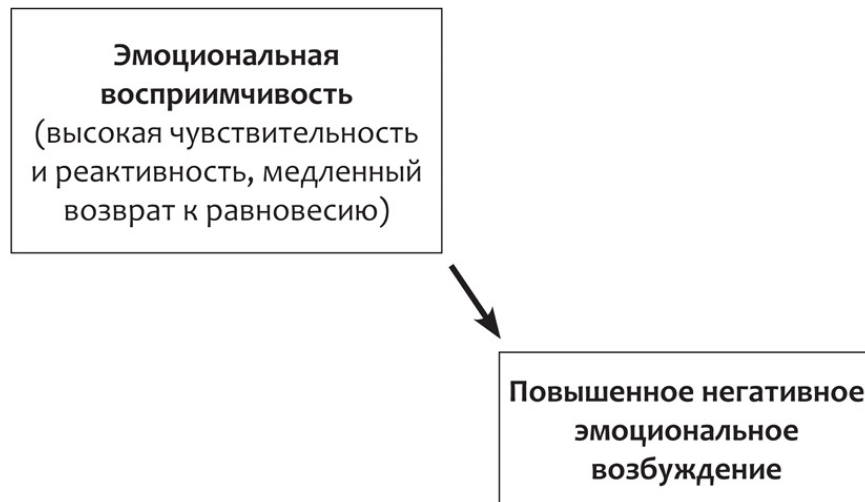 Эмоциональная
восприимчивость
(высокая чувствительность
и реактивность, медленный
возврат к равновесию)
Повышенное негативное
эмоциональное
возбуждение